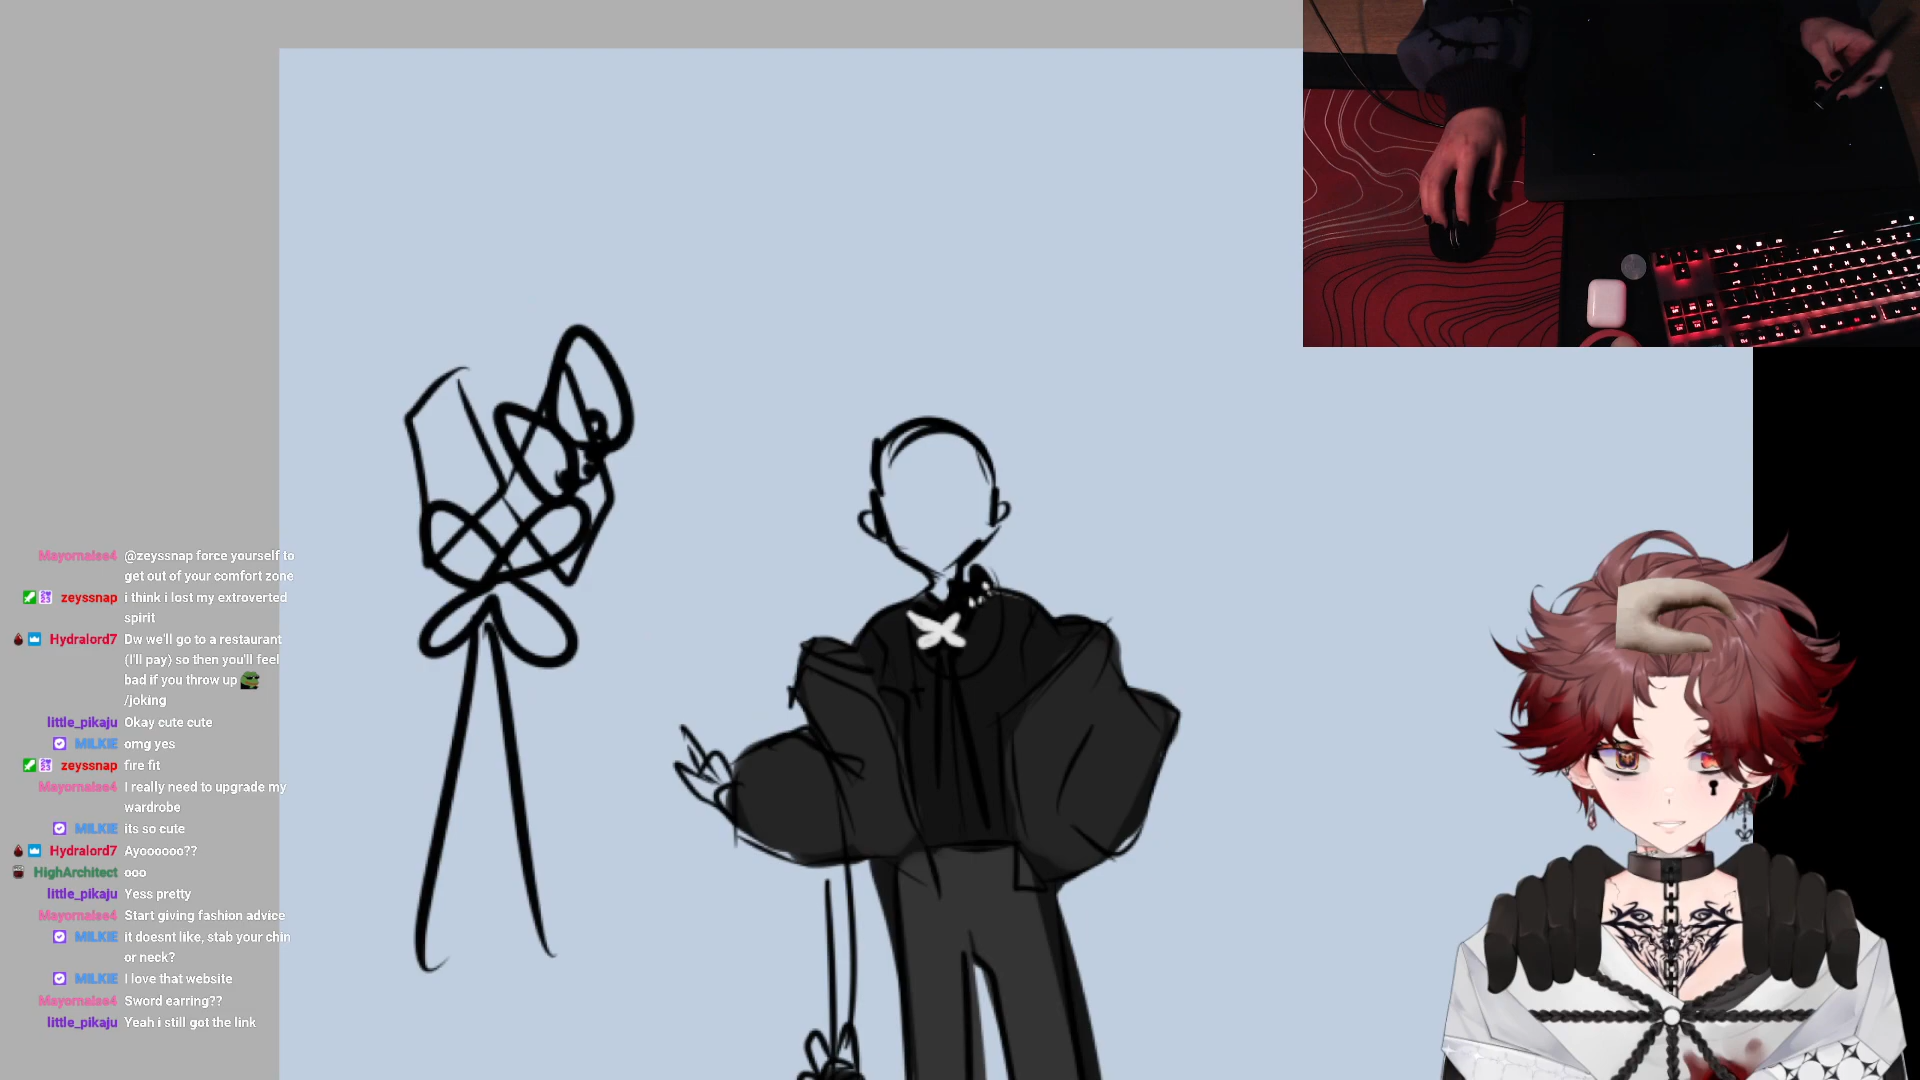 Mayornaise4 @zeyssnap force yourself to
get out of your comfort zone
zeyssnap i think i lost my extroverted
spirit
Hydralord7 Dw we'll go to a restaurant
(I'll pay) so then you'll feel
bad if you throw up
/joking
little_pikaju Okay cute cute
MILKIE omg yes
zeyssnap fire fit
Mayornaise4 I really need to upgrade my
wardrobe
MILKIE its so cute
Hydralord7 Ayoooooo??
HighArchitect ooo
little_pikaju Yess pretty
Mayornaise4 Start giving fashion advice
MILKIE it doesnt like, stab your chin
or neck?
MILKIE I love that website
Mayornaise4 Sword earring??
little_pikaju Yeah i still got the link